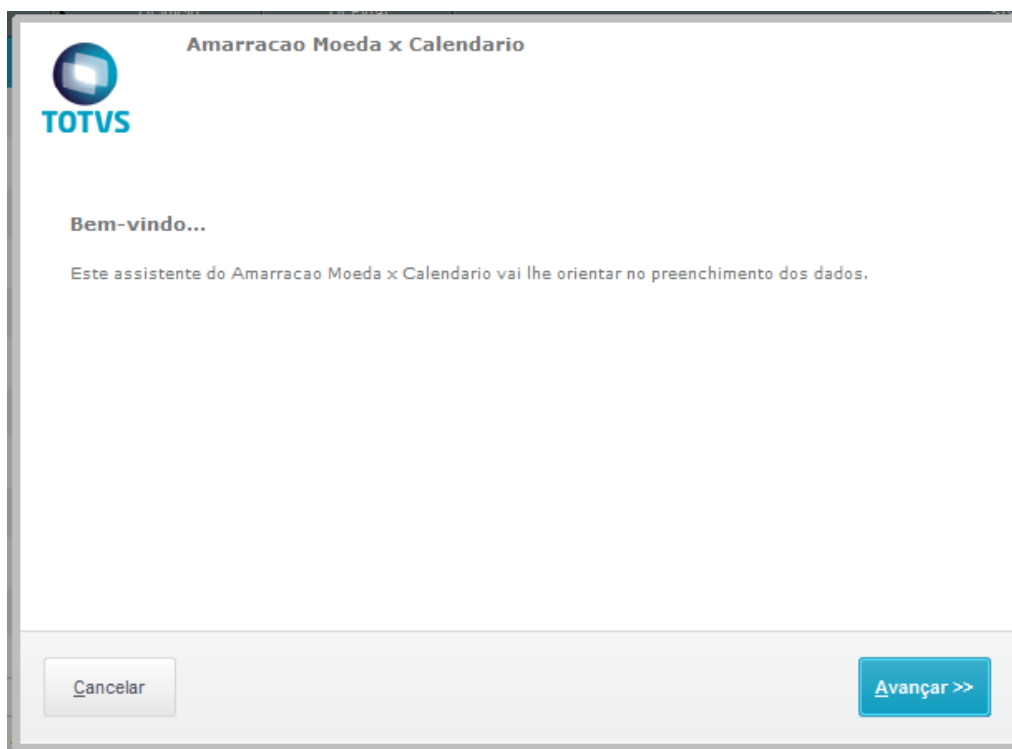 Amarracao Moeda x Calendario
TOTVS
Bem-vindo...
Este assistente do Amarracao Moeda x Calendario vai lhe orientar no preenchimento dos dados.
Cancelar
Avançar >>